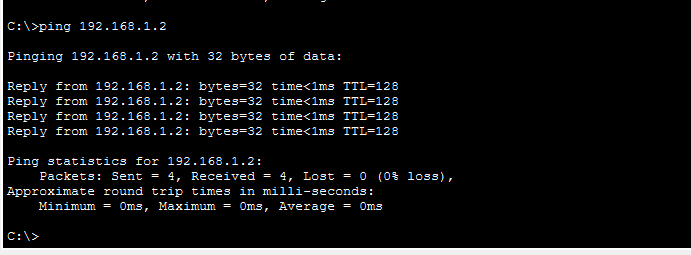 C:\>ping 192.168.1.2
Pinging 192.168.1.2 with 32 bytes of data:
Reply from 192.168.1.2: bytes=32 time<1ms TTL=128
Reply from 192.168.1.2: bytes=32 time<1ms TTL=128
Reply from 192.168.1.2: bytes=32 time<1ms TTL=128
Reply from 192.168.1.2: bytes=32 time<1ms TTL=128
Ping statistics for 192.168.1.2:
    Packets: Sent = 4, Received = 4, Lost = 0 (0% loss),
Approximate round trip times in milli-seconds:
    Minimum = 0ms, Maximum = 0ms, Average = 0ms
C:\>